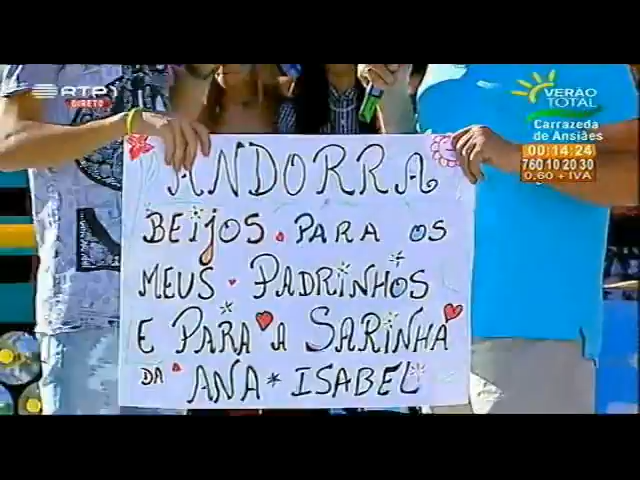 RTP1
DIRETO
VERÃO
TOTAL
Carrazeda
de Ansiães
00:14:24
760 10 20 30
0,60 + IVA
ANDORRA
BEIJOS PARA OS
MEUS PADRINHOS
E PARA A SARINHA
DA ANA ISABEL